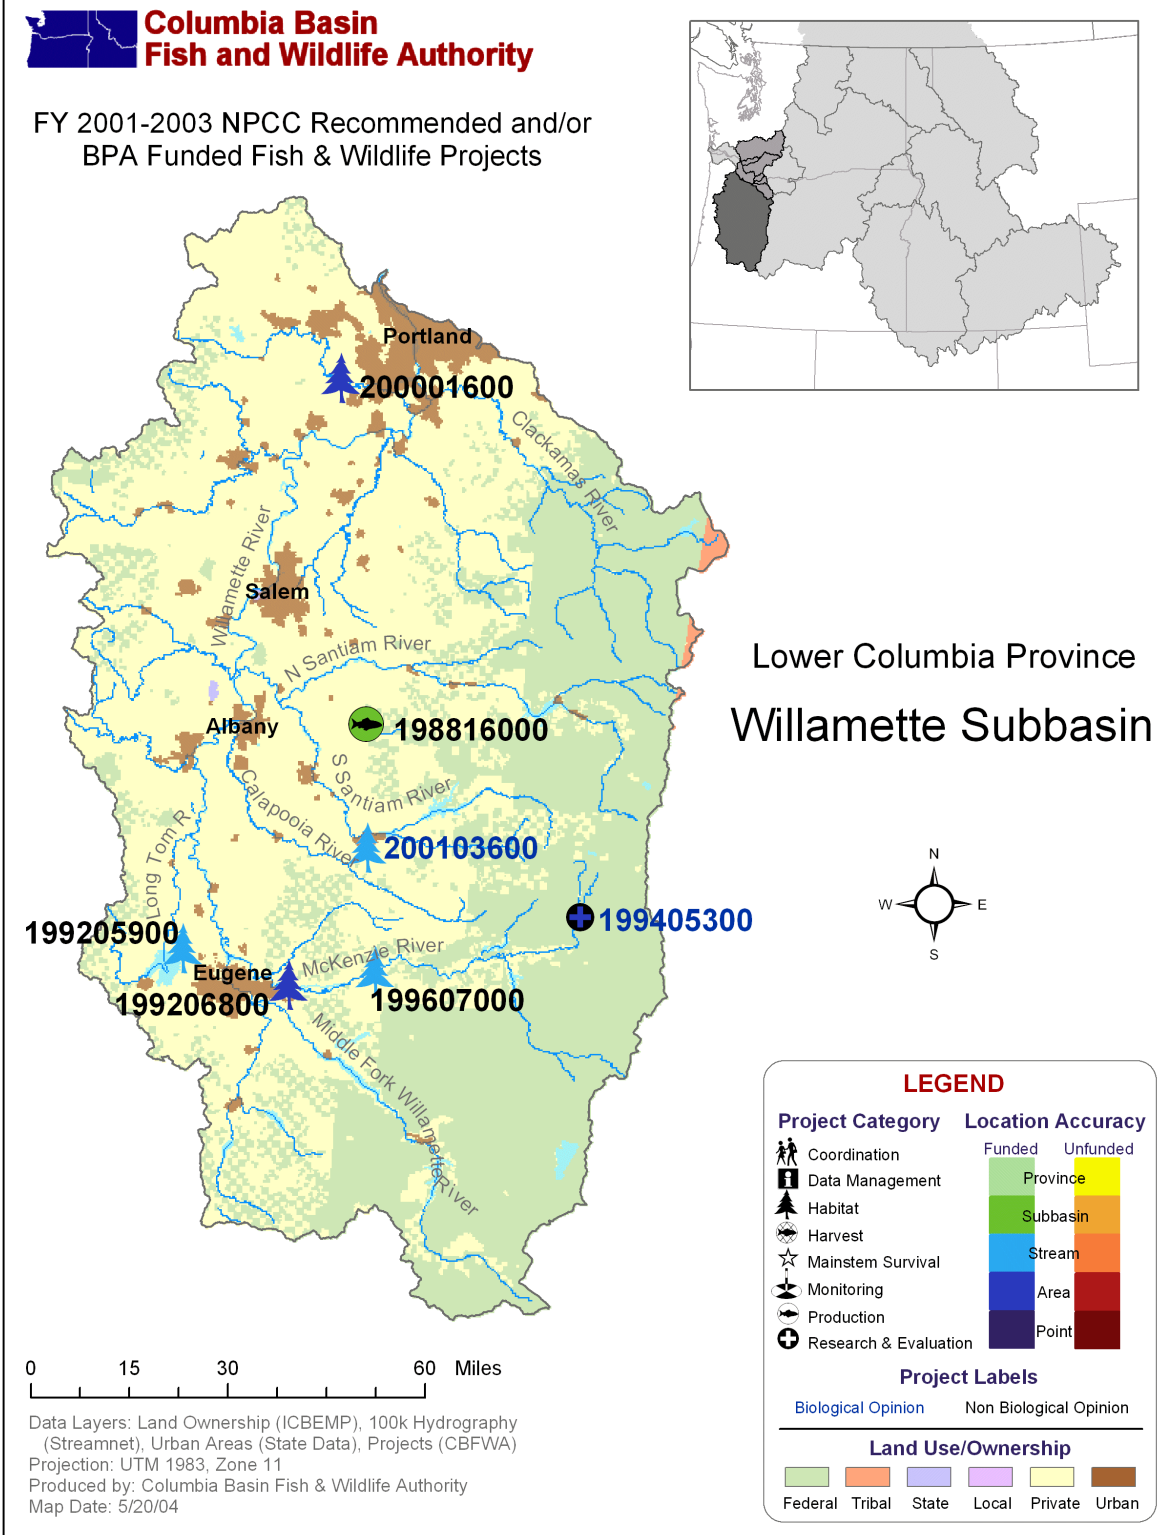 Columbia Basin
Fish and Wildlife Authority
FY 2001-2003 NPCC Recommended and/or
BPA Funded Fish & Wildlife Projects
Portland
200001600
Clackamas River
Willamette River
Salem
N Santiam River
Lower Columbia Province
Willamette Subbasin
Albany
198816000
S Santiam River
Calapooia River
Long Tom R
200103600
199405300
199205900
McKenzie River
Eugene
199206800
199607000
Middle Fork Willamette River
N
W
E
S
LEGEND
Project Category
Location Accuracy
Funded
Unfunded
Coordination
Data Management
Habitat
Harvest
Mainstem Survival
Monitoring
Production
Research & Evaluation
Province
Subbasin
Stream
Area
Point
Project Labels
Biological Opinion
Non Biological Opinion
Land Use/Ownership
Federal
Tribal
State
Local
Private
Urban
0 15 30 60 Miles
Data Layers: Land Ownership (ICBEMP), 100k Hydrography
(Streamnet), Urban Areas (State Data), Projects (CBFWA)
Projection: UTM 1983, Zone 11
Produced by: Columbia Basin Fish & Wildlife Authority
Map Date: 5/20/04